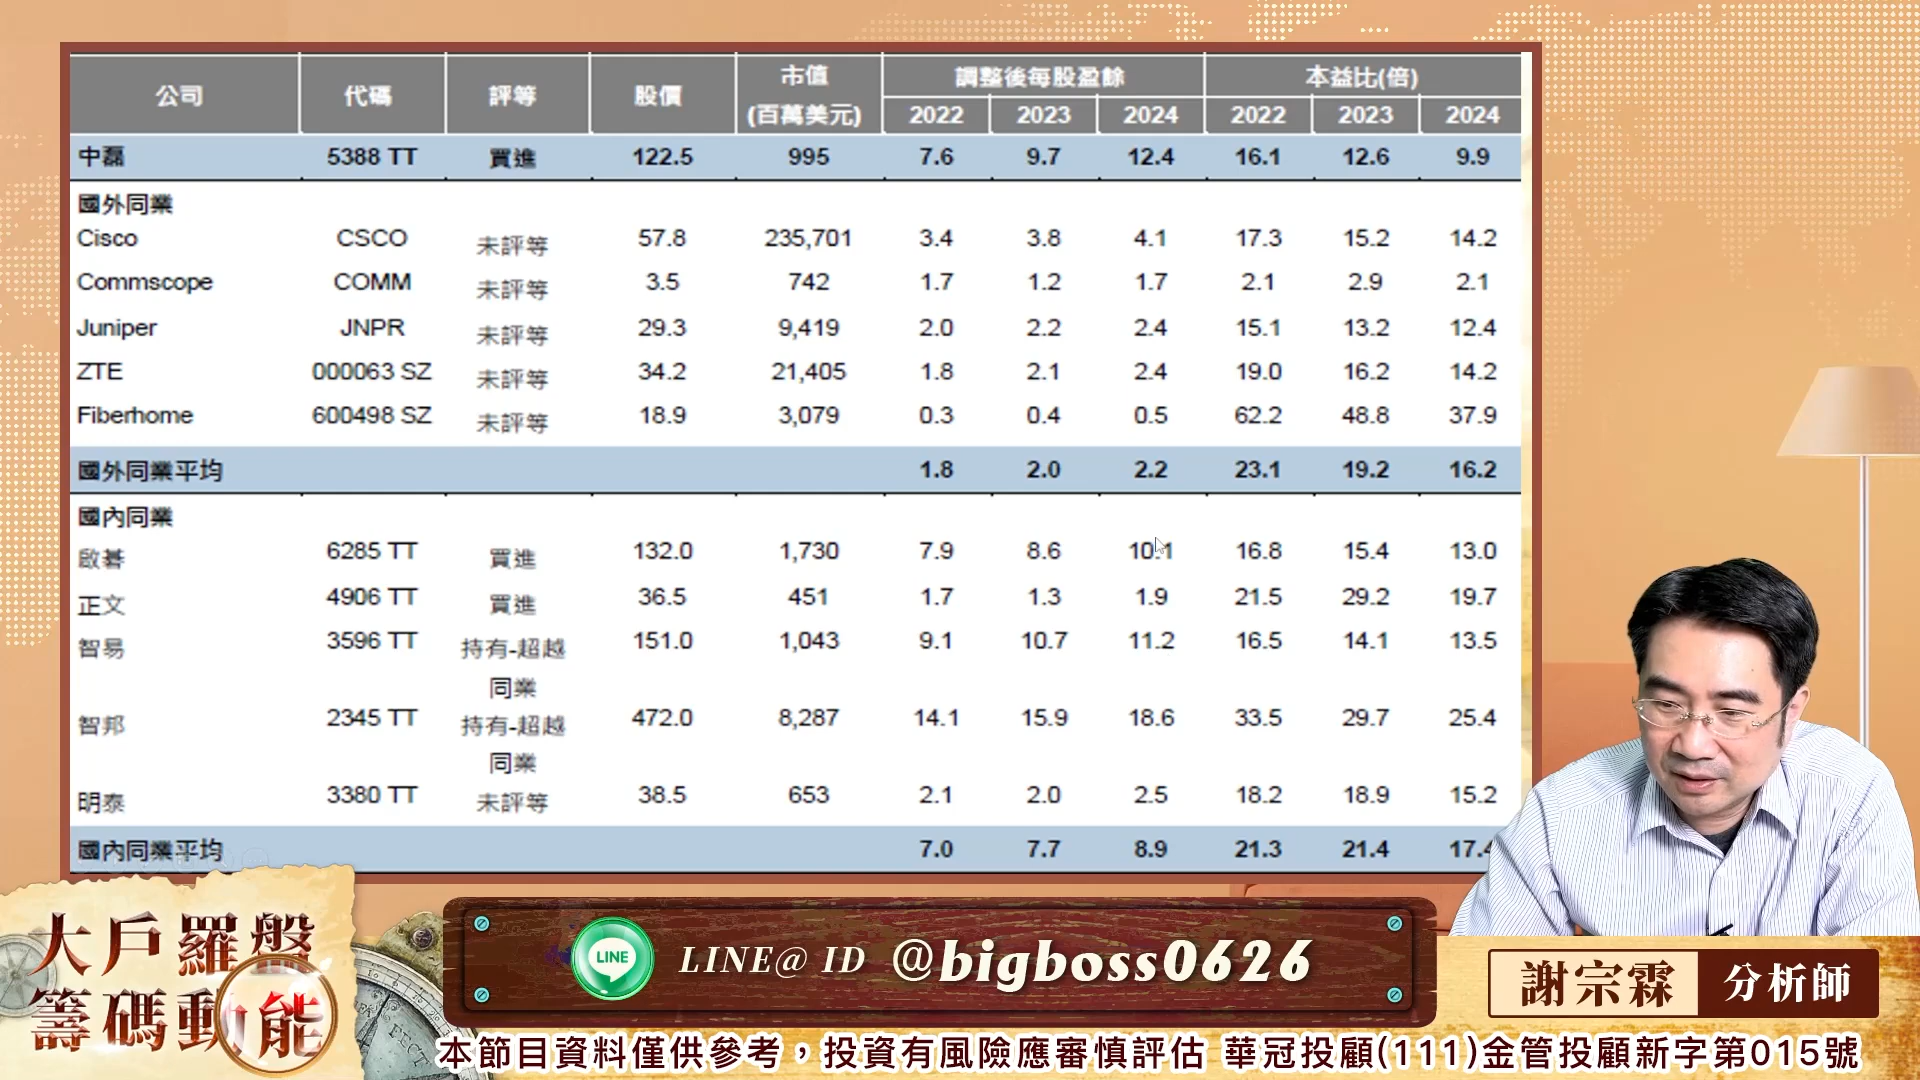 公司 代碼 評等 股價 市值 (百萬美元) 調整後每股盈餘 本益比(倍)
2022 2023 2024 2022 2023 2024
中磊 5388 TT 買進 122.5 995 7.6 9.7 12.4 16.1 12.6 9.9
國外同業
Cisco CSCO 未評等 57.8 235,701 3.4 3.8 4.1 17.3 15.2 14.2
Commscope COMM 未評等 3.5 742 1.7 1.2 1.7 2.1 2.9 2.1
Juniper JNPR 未評等 29.3 9,419 2.0 2.2 2.4 15.1 13.2 12.4
ZTE 000063 SZ 未評等 34.2 21,405 1.8 2.1 2.4 19.0 16.2 14.2
Fiberhome 600498 SZ 未評等 18.9 3,079 0.3 0.4 0.5 62.2 48.8 37.9
國外同業平均 1.8 2.0 2.2 23.1 19.2 16.2
國內同業
啟碁 6285 TT 買進 132.0 1,730 7.9 8.6 10.1 16.8 15.4 13.0
正文 4906 TT 買進 36.5 451 1.7 1.3 1.9 21.5 29.2 19.7
智易 3596 TT 持有-超越同業 151.0 1,043 9.1 10.7 11.2 16.5 14.1 13.5
智邦 2345 TT 持有-超越同業 472.0 8,287 14.1 15.9 18.6 33.5 29.7 25.4
明泰 3380 TT 未評等 38.5 653 2.1 2.0 2.5 18.2 18.9 15.2
國內同業平均 7.0 7.7 8.9 21.3 21.4 17.4
大戶羅盤
籌碼動能
LINE LINE@ ID @bigboss0626
謝宗霖 分析師
本節目資料僅供參考，投資有風險應審慎評估 華冠投顧(111)金管投顧新字第015號